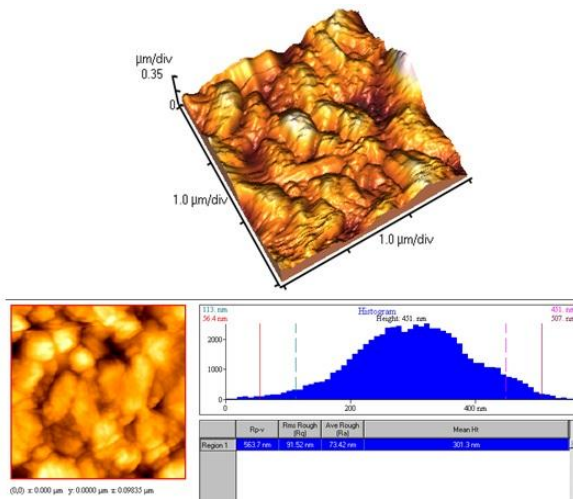 μm/div
0.35
0
1.0 μm/div
1.0 μm/div
113. nm
56.4 nm
Histogram
Height: 451. nm
451. nm
507. nm
2000
1000
0
0
200
400 nm
Rp-v
Rms Rough (Rq)
Ave Rough (Ra)
Mean Ht
Region 1
563.7 nm
91.52 nm
73.42 nm
301.3 nm
(0,0) x: 0.000 μm y: 0.0000 μm z: 0.09835 μm